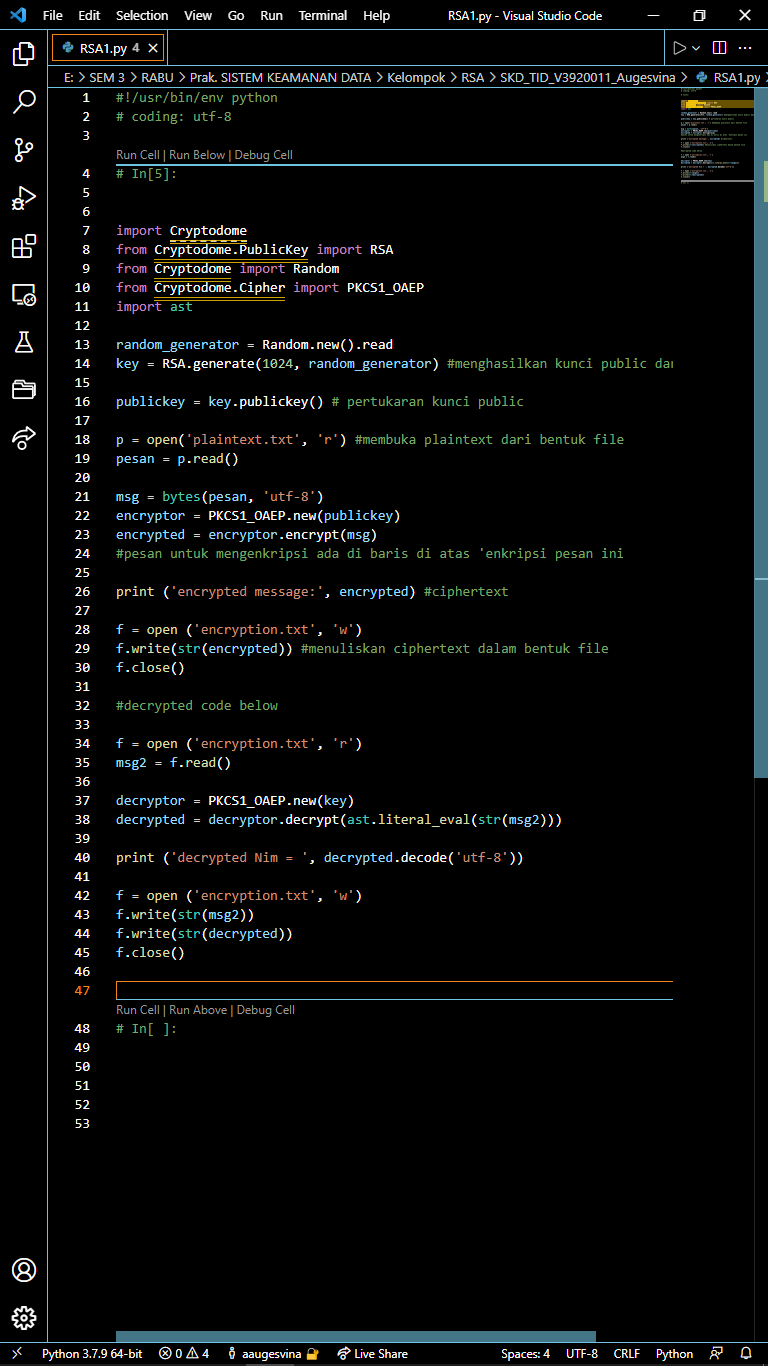 File Edit Selection View Go Run Terminal Help RSA1.py - Visual Studio Code
RSA1.py 4
E: > SEM 3 > RABU > Prak. SISTEM KEAMANAN DATA > Kelompok > RSA > SKD_TID_V3920011_Augesvina > RSA1.py >
1 #!/usr/bin/env python
2 # coding: utf-8
3
Run Cell | Run Below | Debug Cell
4 # In[5]:
5
6
7 import Cryptodome
8 from Cryptodome.PublicKey import RSA
9 from Cryptodome import Random
10 from Cryptodome.Cipher import PKCS1_OAEP
11 import ast
12
13 random_generator = Random.new().read
14 key = RSA.generate(1024, random_generator) #menghasilkan kunci public dan
15
16 publickey = key.publickey() # pertukaran kunci public
17
18 p = open('plaintext.txt', 'r') #membuka plaintext dari bentuk file
19 pesan = p.read()
20
21 msg = bytes(pesan, 'utf-8')
22 encryptor = PKCS1_OAEP.new(publickey)
23 encrypted = encryptor.encrypt(msg)
24 #pesan untuk mengenkripsi ada di baris di atas 'enkripsi pesan ini
25
26 print ('encrypted message:', encrypted) #ciphertext
27
28 f = open ('encryption.txt', 'w')
29 f.write(str(encrypted)) #menuliskan ciphertext dalam bentuk file
30 f.close()
31
32 #decrypted code below
33
34 f = open ('encryption.txt', 'r')
35 msg2 = f.read()
36
37 decryptor = PKCS1_OAEP.new(key)
38 decrypted = decryptor.decrypt(ast.literal_eval(str(msg2)))
39
40 print ('decrypted Nim = ', decrypted.decode('utf-8'))
41
42 f = open ('encryption.txt', 'w')
43 f.write(str(msg2))
44 f.write(str(decrypted))
45 f.close()
46
47
Run Cell | Run Above | Debug Cell
48 # In[ ]:
49
50
51
52
53
Python 3.7.9 64-bit 0 4 aaugesvina Live Share Spaces: 4 UTF-8 CRLF Python